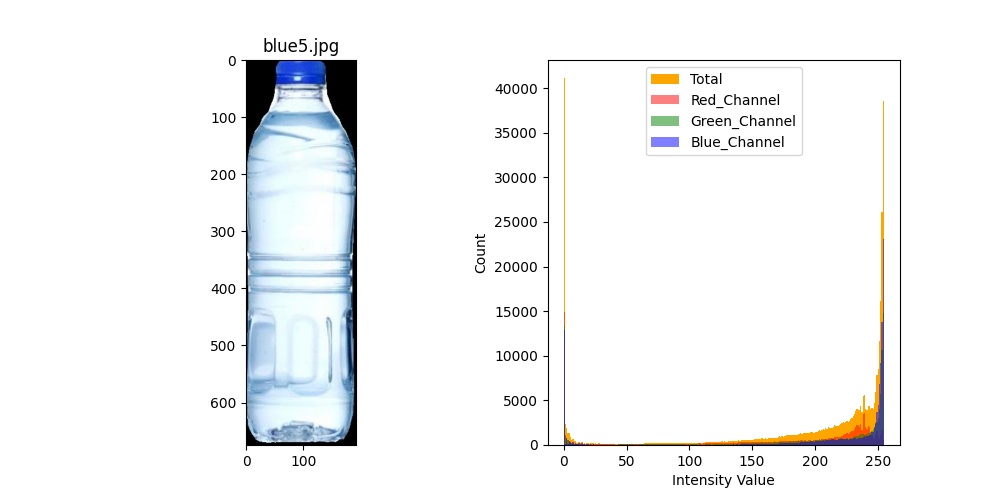 blue5.jpg
0
100
200
300
400
500
600
0 100
Total
Red_Channel
Green_Channel
Blue_Channel
Count
40000
35000
30000
25000
20000
15000
10000
5000
0
0 50 100 150 200 250
Intensity Value